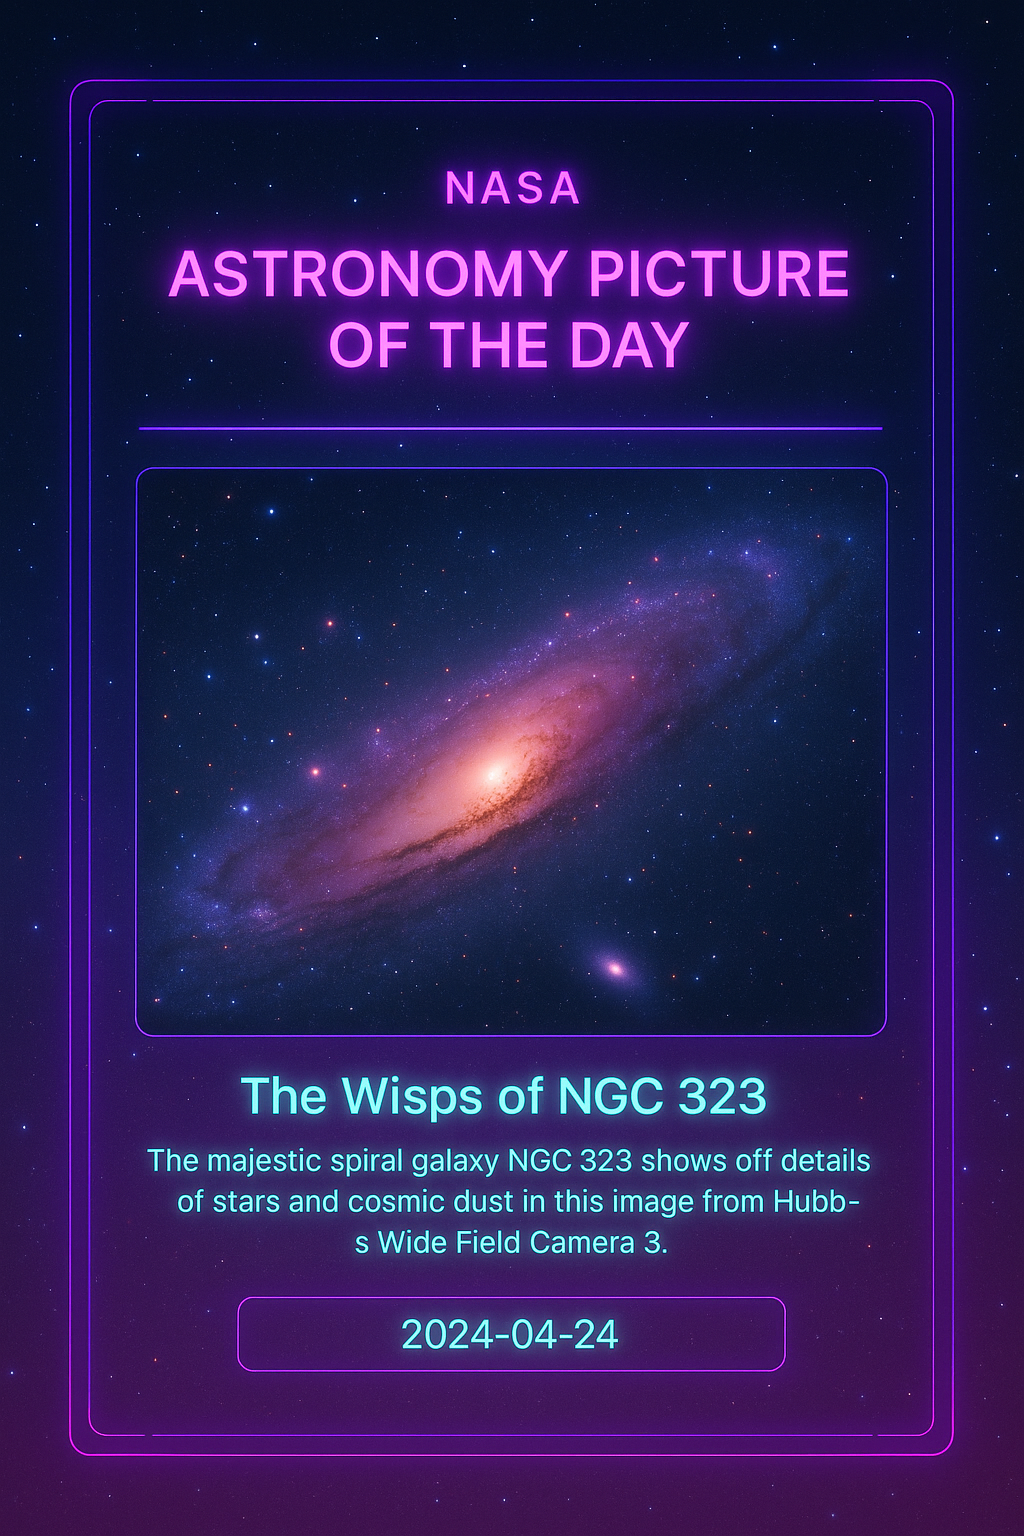 NASA
ASTRONOMY PICTURE
OF THE DAY
The Wisps of NGC 323
The majestic spiral galaxy NGC 323 shows off details
of stars and cosmic dust in this image from Hubb-
s Wide Field Camera 3.
2024-04-24